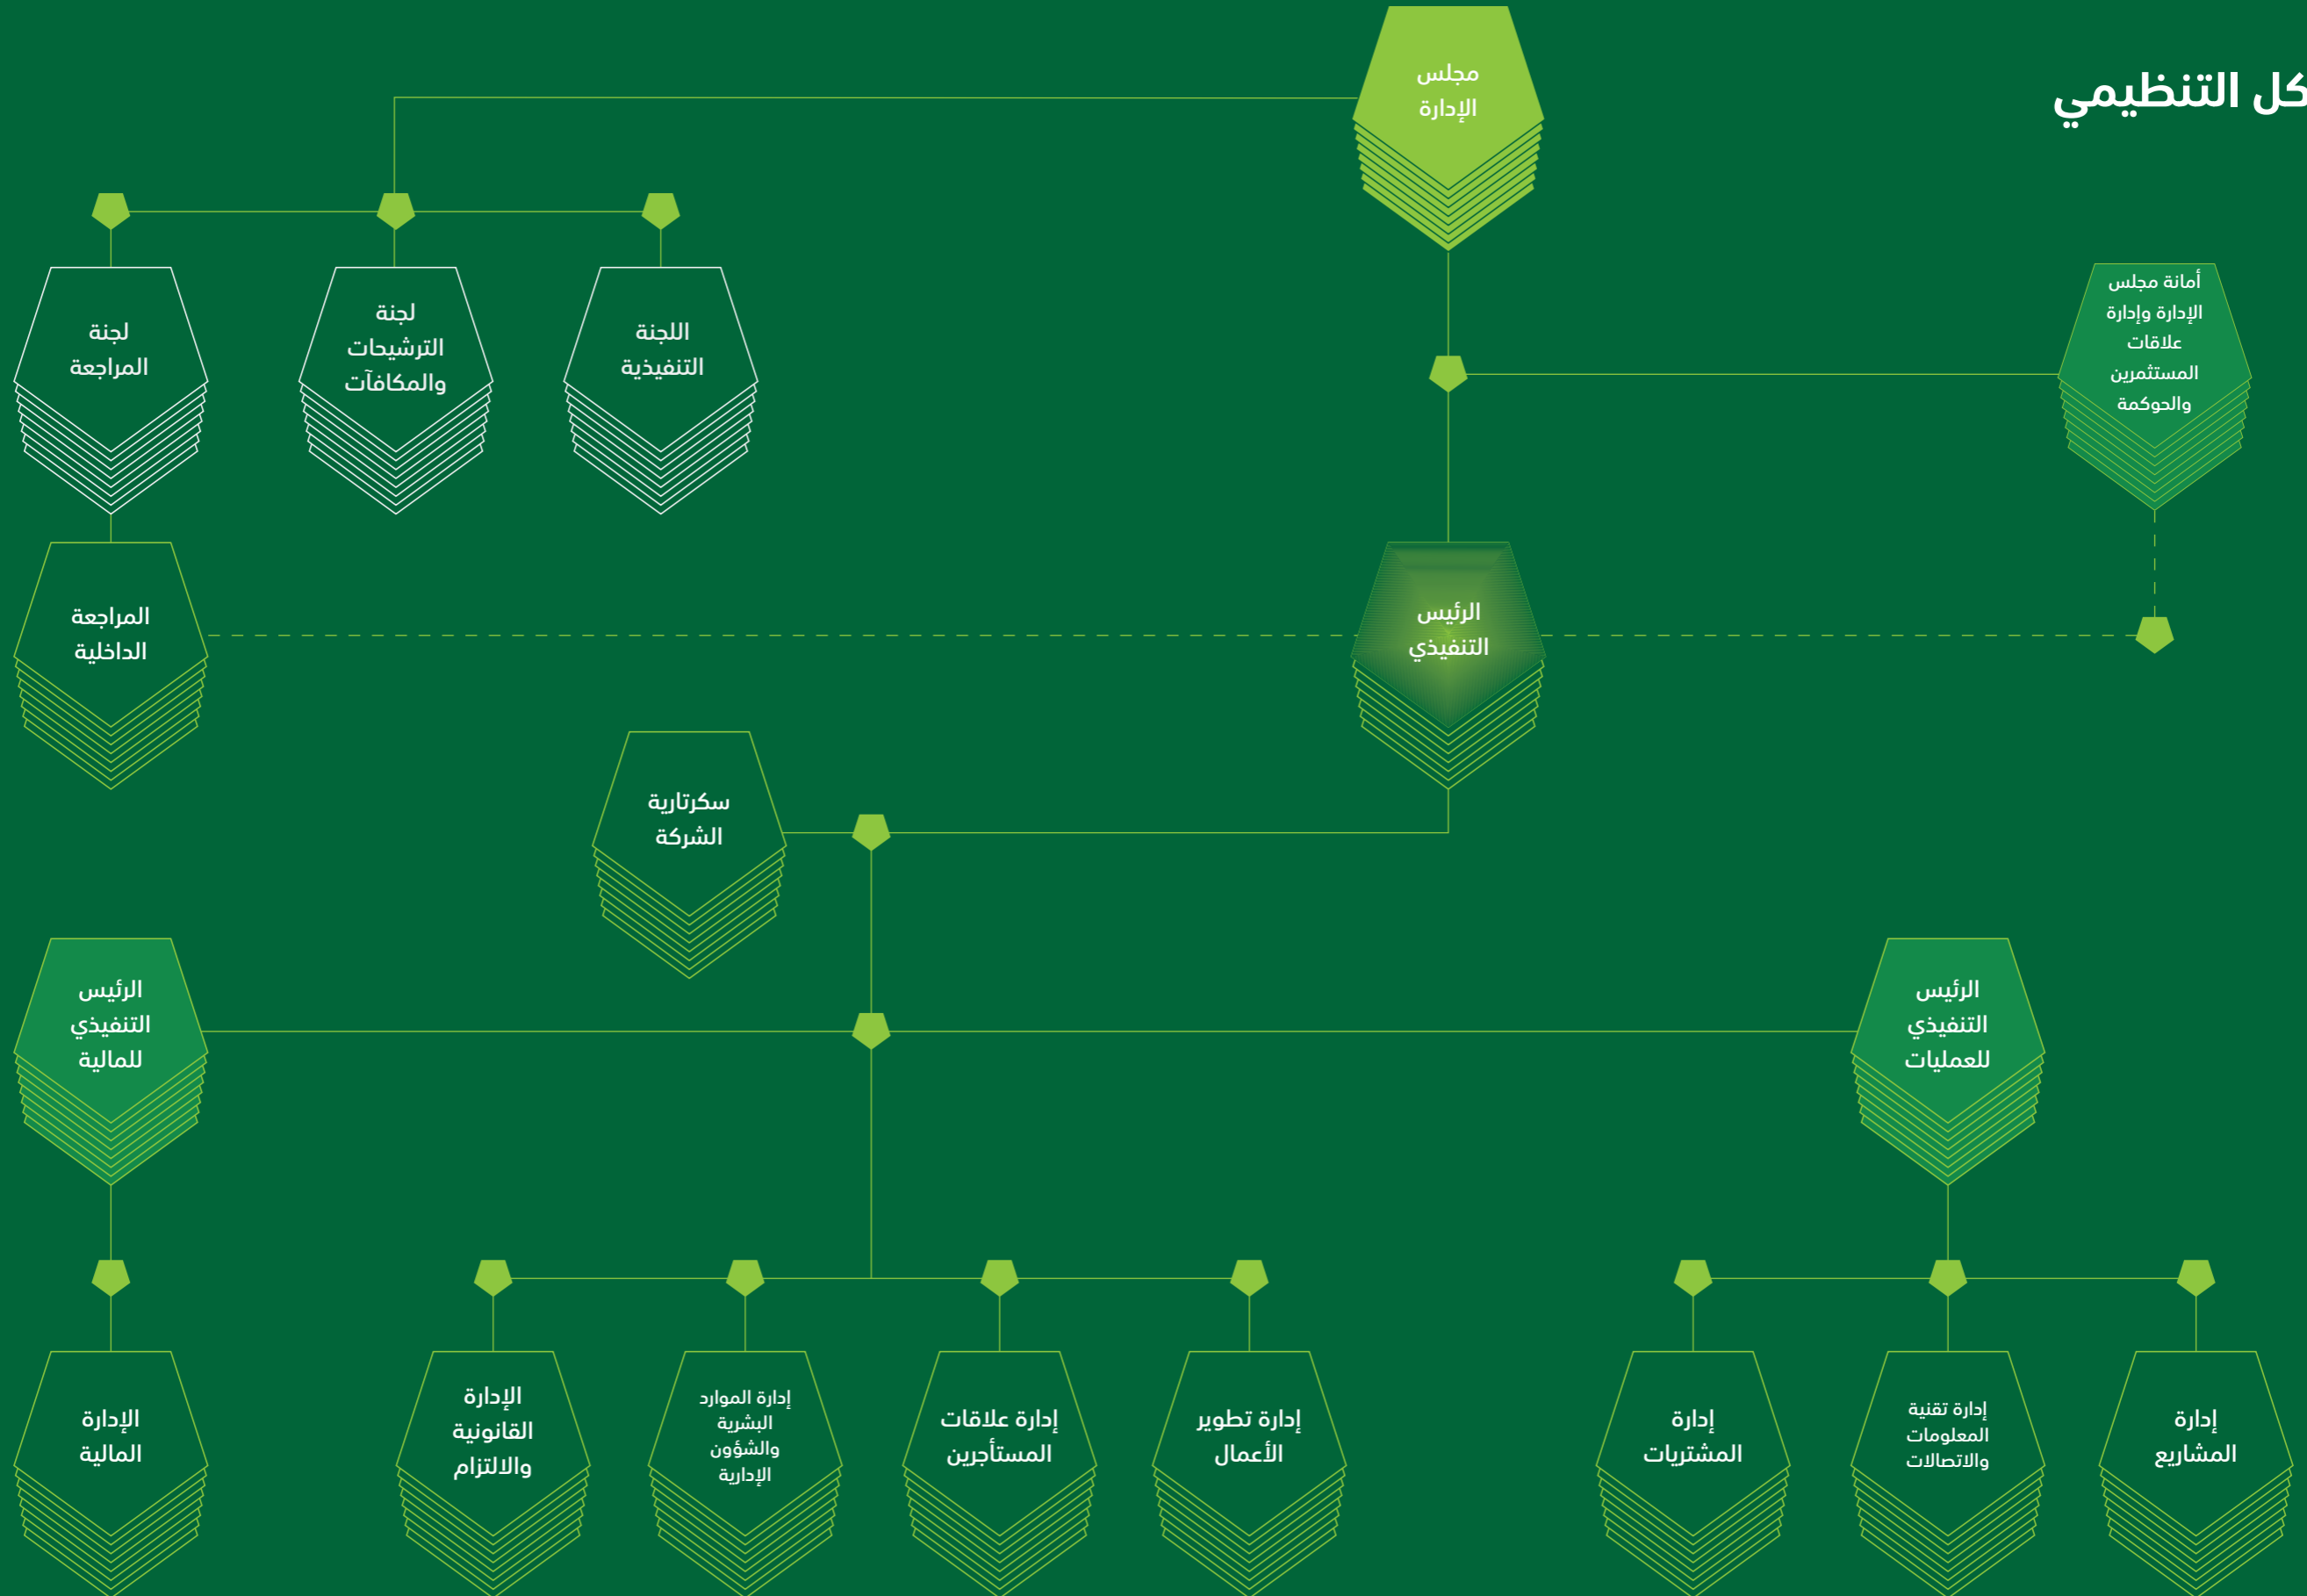 كل التنظيمي
مجلس
الإدارة
أمانة مجلس
الإدارة وإدارة
علاقات
المستثمرين
والحوكمة
اللجنة
التنفيذية
لجنة
الترشيحات
والمكافآت
لجنة
المراجعة
الرئيس
التنفيذي
المراجعة
الداخلية
سكرتارية
الشركة
الرئيس
التنفيذي
للعمليات
الرئيس
التنفيذي
للمالية
إدارة
المشاريع
إدارة تقنية
المعلومات
والاتصالات
إدارة
المشتريات
إدارة تطوير
الأعمال
إدارة علاقات
المستأجرين
إدارة الموارد
البشرية
والشؤون
الإدارية
الإدارة
القانونية
والالتزام
الإدارة
المالية